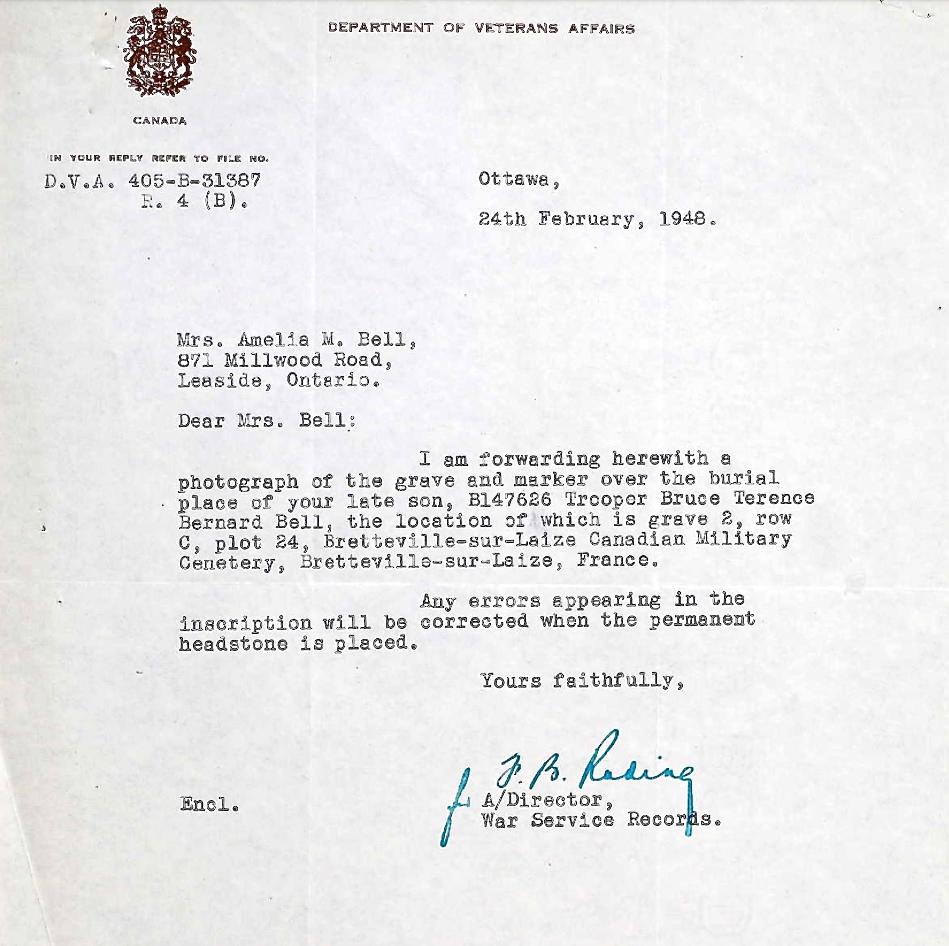 DEPARTMENT OF VETERANS AFFAIRS
CANADA
IN YOUR REPLY REFER TO FILE NO.
D.V.A. 405-B-31387
R. 4 (B).
Ottawa,
24th February, 1948.
Mrs. Amelia M. Bell,
871 Millwood Road,
Leaside, Ontario.
Dear Mrs. Bell:
I am forwarding herewith a
photograph of the grave and marker over the burial
place of your late son, B147626 Trooper Bruce Terence
Bernard Bell, the location of which is grave 2, row
C, plot 24, Bretteville-sur-Laize Canadian Military
Cemetery, Bretteville-sur-Laize, France.
Any errors appearing in the
inscription will be corrected when the permanent
headstone is placed.
Yours faithfully,
for
Encl.
A/Director,
War Service Records.